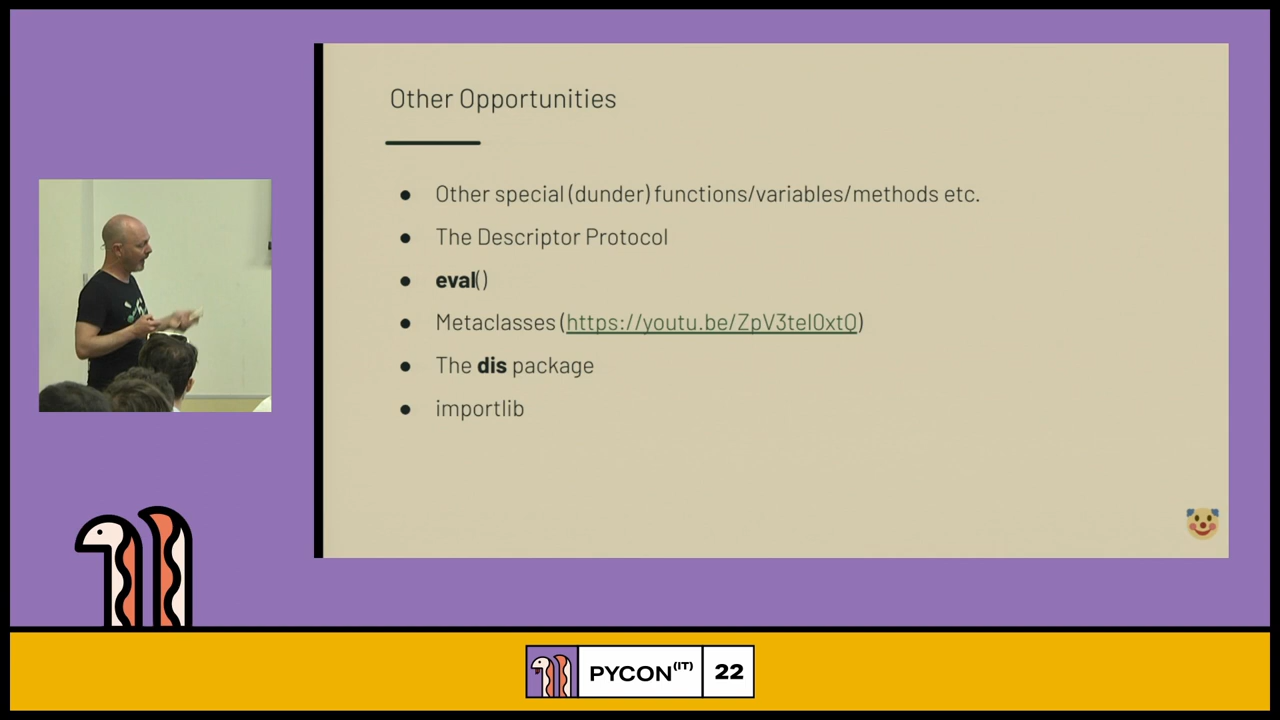 Other Opportunities
● Other special (dunder) functions/variables/methods etc.
● The Descriptor Protocol
● eval()
● Metaclasses (https://youtu.be/ZpV3tel0xtQ)
● The dis package
● importlib
PYCON(IT) 22